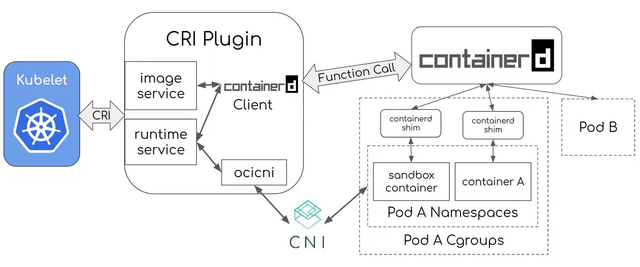 Kubelet
CRI
CRI Plugin
image
service
runtime
service
containerd
Client
ocicni
Function Call
containerd
containerd
shim
containerd
shim
sandbox
container
container A
Pod A Namespaces
Pod A Cgroups
Pod B
CNI